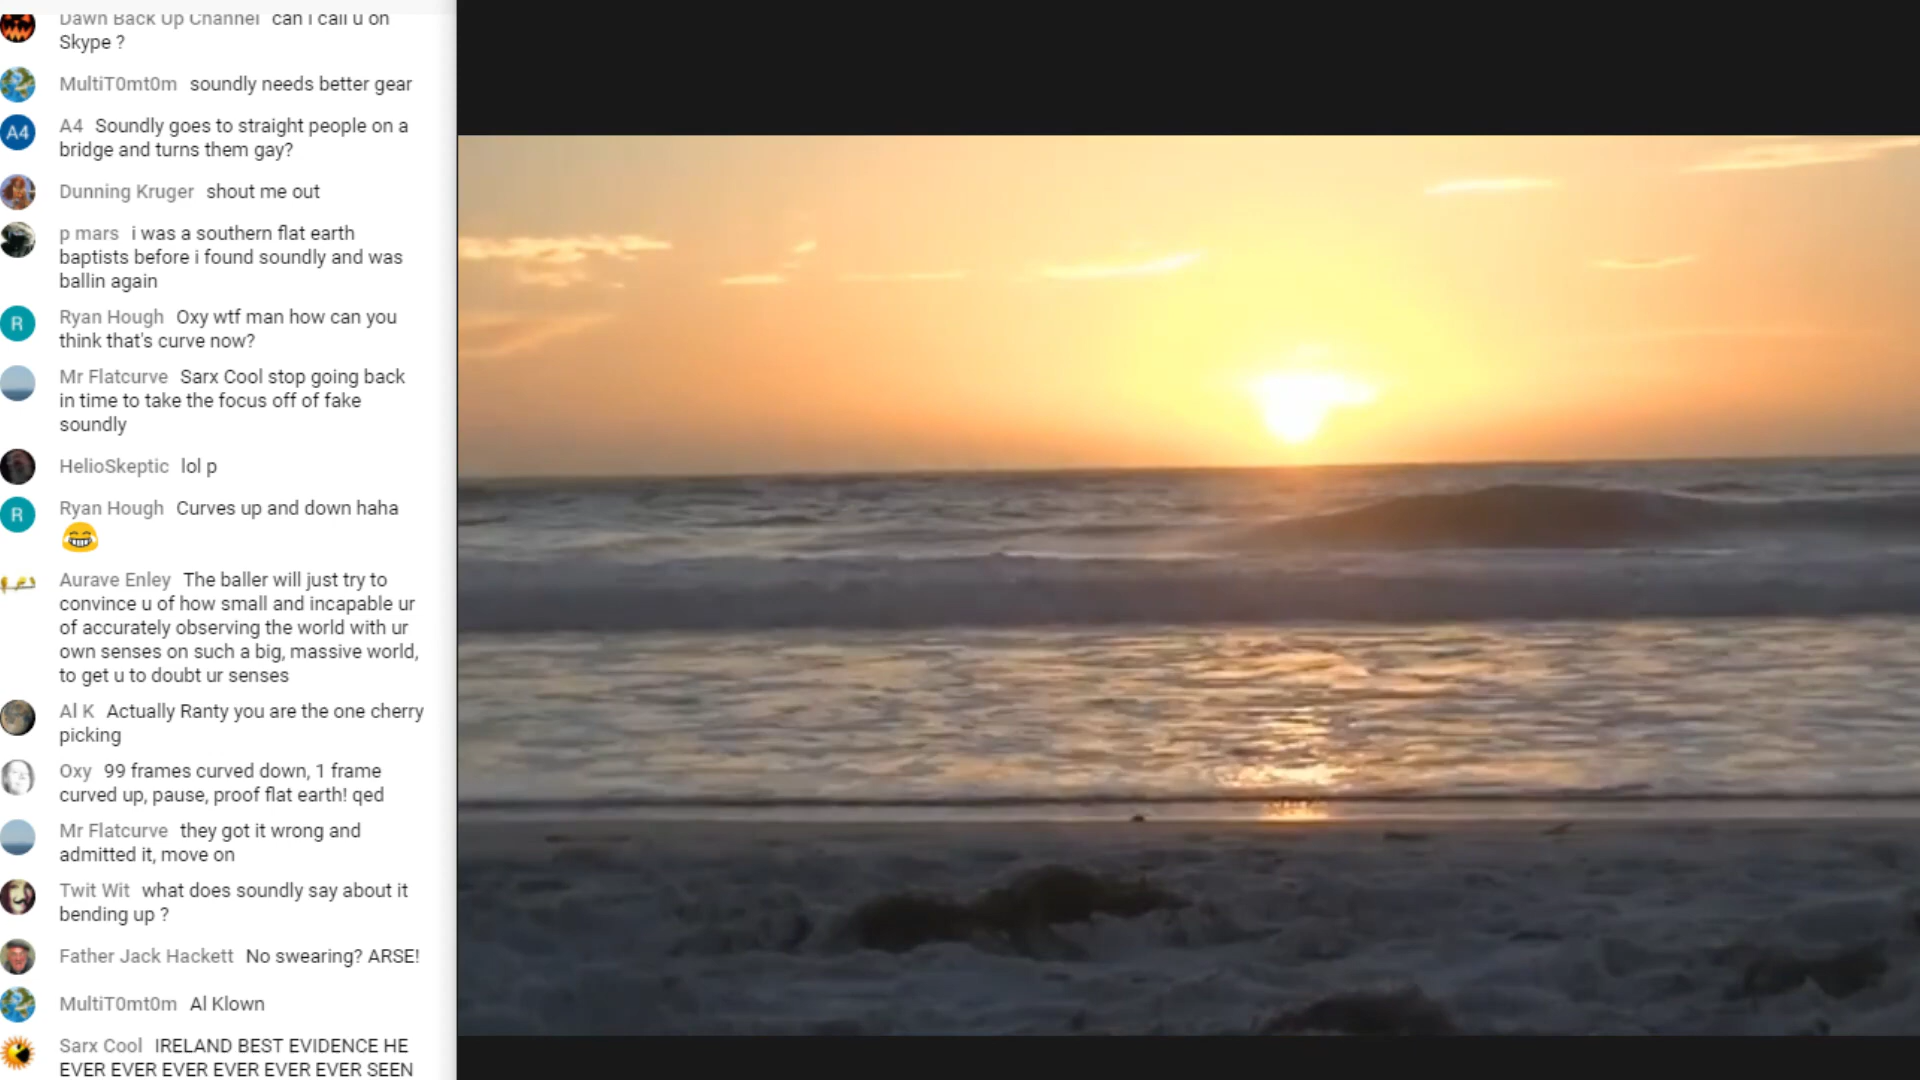 Dawn Back Up Channel can i call u on
Skype ?
MultiT0mt0m soundly needs better gear
A4 A4 Soundly goes to straight people on a
bridge and turns them gay?
Dunning Kruger shout me out
p mars i was a southern flat earth
baptists before i found soundly and was
ballin again
R Ryan Hough Oxy wtf man how can you
think that's curve now?
Mr Flatcurve Sarx Cool stop going back
in time to take the focus off of fake
soundly
HelioSkeptic lol p
R Ryan Hough Curves up and down haha
Aurave Enley The baller will just try to
convince u of how small and incapable ur
of accurately observing the world with ur
own senses on such a big, massive world,
to get u to doubt ur senses
Al K Actually Ranty you are the one cherry
picking
Oxy 99 frames curved down, 1 frame
curved up, pause, proof flat earth! qed
Mr Flatcurve they got it wrong and
admitted it, move on
Twit Wit what does soundly say about it
bending up ?
Father Jack Hackett No swearing? ARSE!
MultiT0mt0m Al Klown
Sarx Cool IRELAND BEST EVIDENCE HE
EVER EVER EVER EVER EVER EVER SEEN